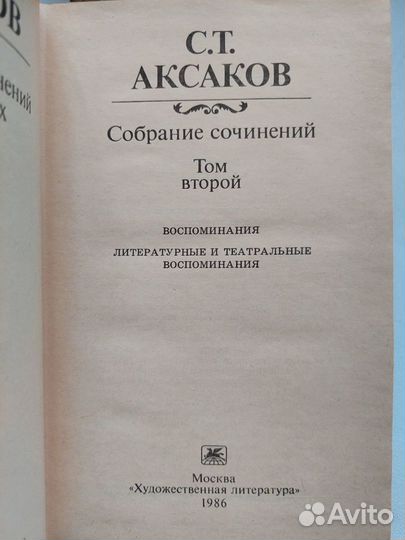 С.Т.
АКСАКОВ
Собрание сочинений
Том
второй
ВОСПОМИНАНИЯ
ЛИТЕРАТУРНЫЕ И ТЕАТРАЛЬНЫЕ
ВОСПОМИНАНИЯ
Москва
«Художественная литература»
1986
Avito